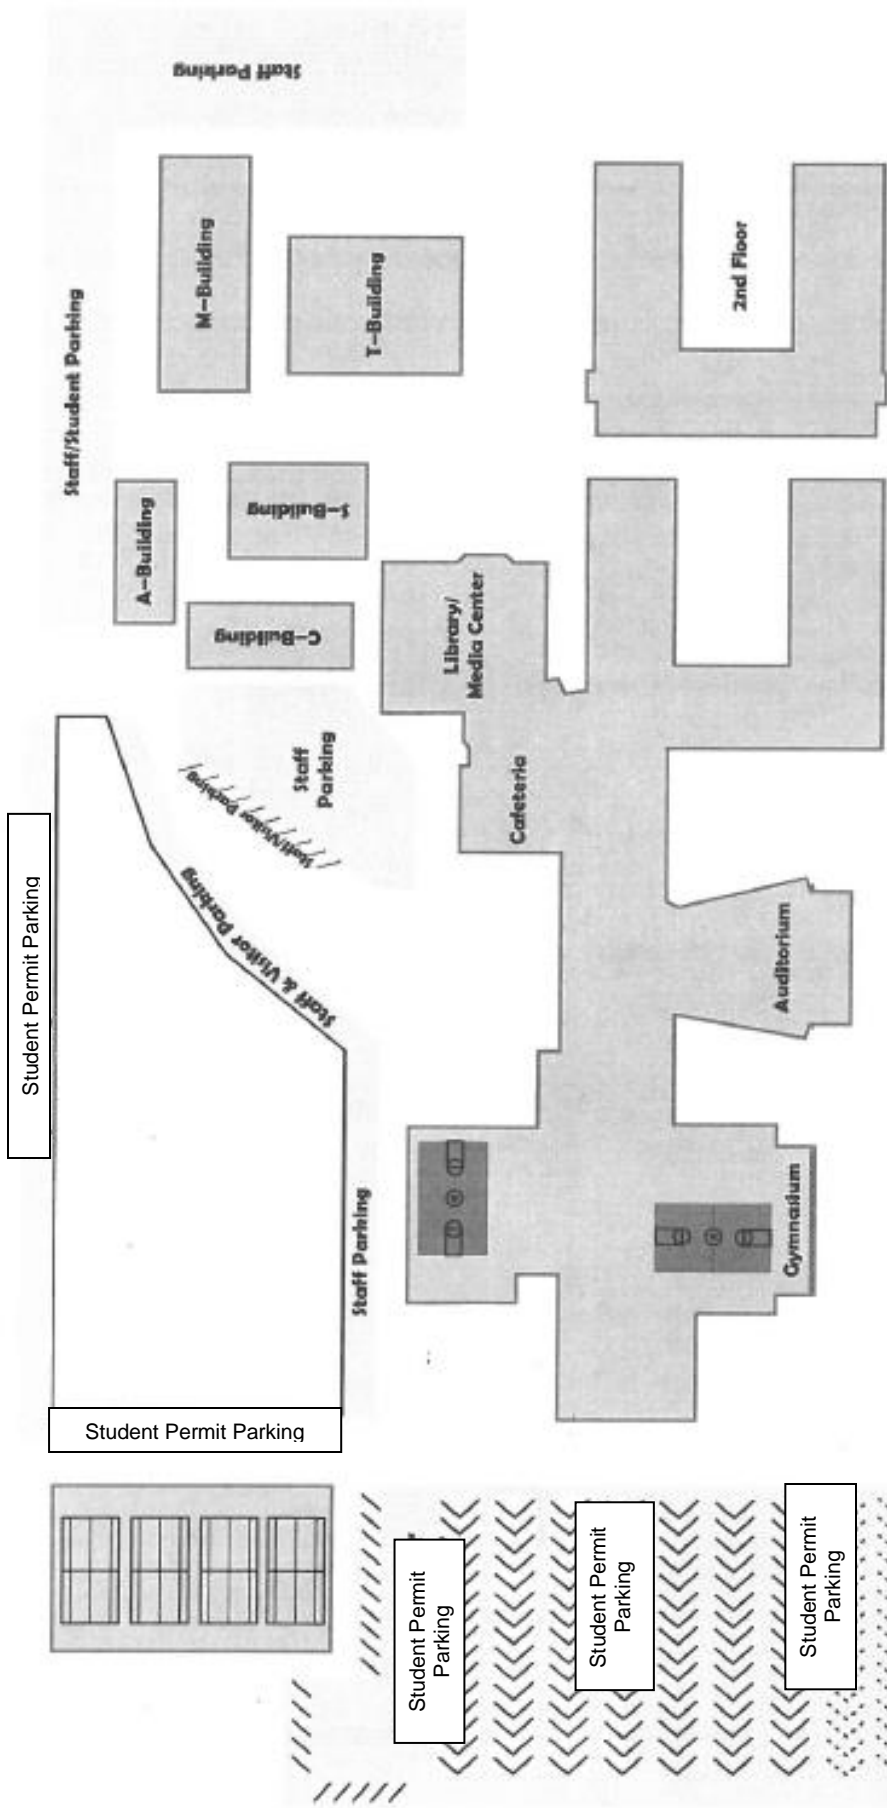 Staff Parking
M-Building
T-Building
2nd Floor
Staff/Student Parking
A-Building
S-Building
C-Building
Library/
Media Center
Staff
Parking
Staff/Visitor Parking
Cafeteria
Staff & Visitor Parking
Student Permit Parking
Auditorium
Staff Parking
Gymnasium
Student Permit Parking
Student Permit
Parking
Student Permit
Parking
Student Permit
Parking